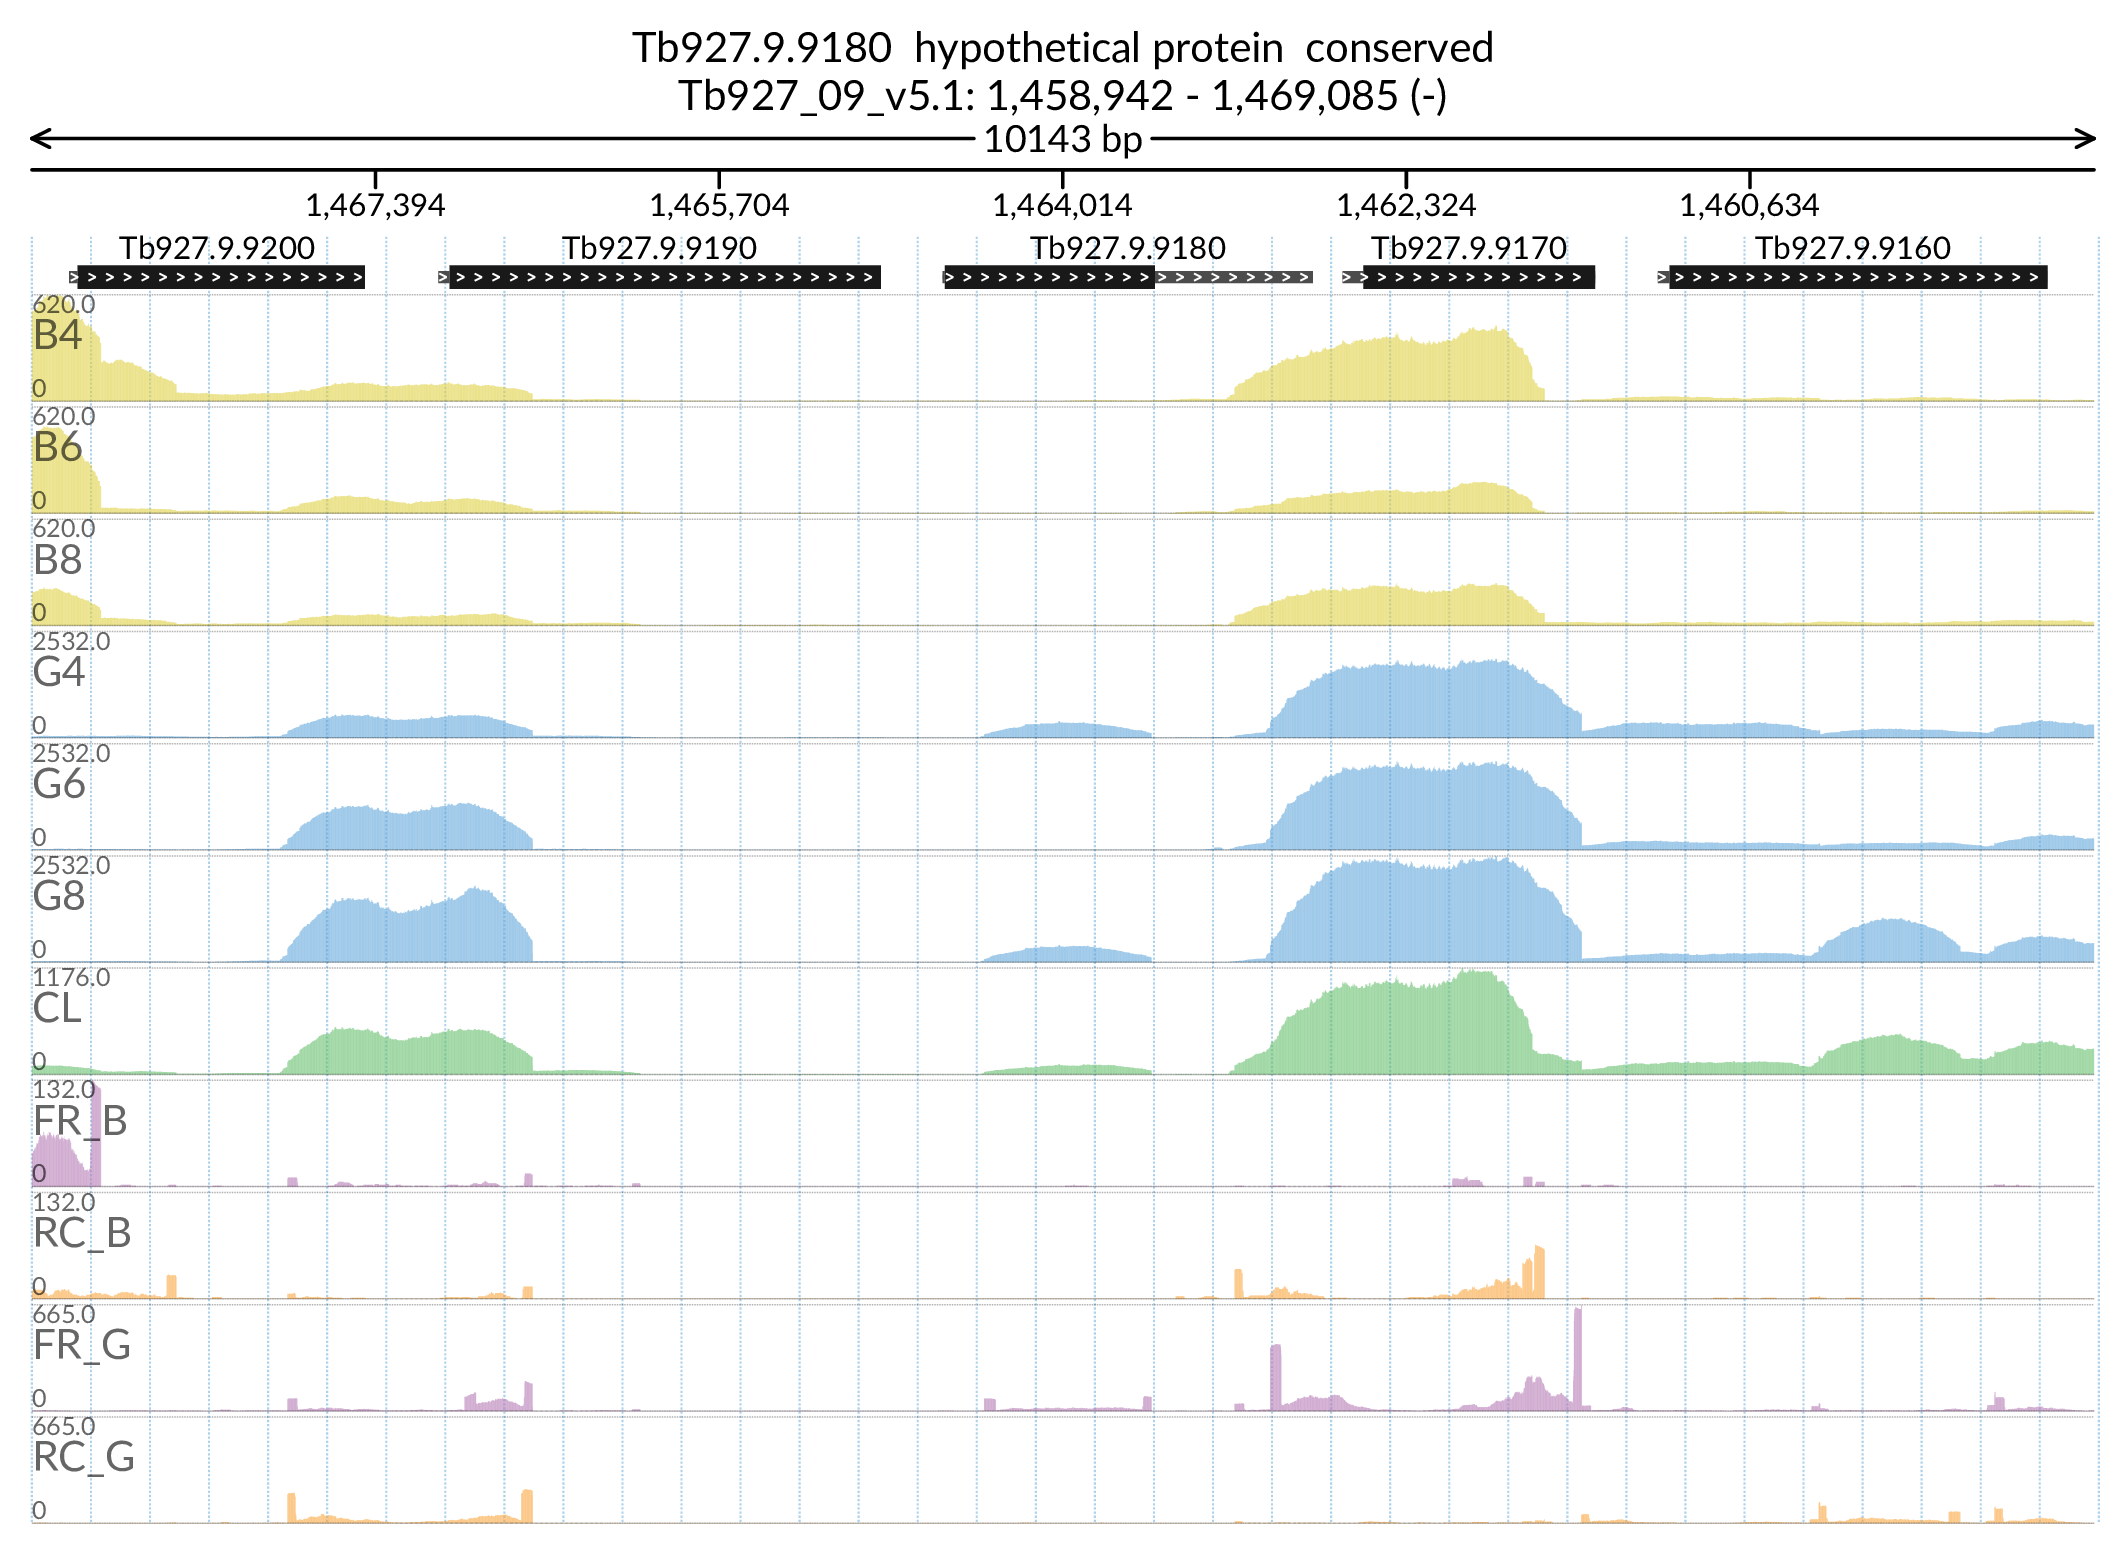 Tb927.9.9180 hypothetical protein conserved
Tb927_09_v5.1: 1,458,942 - 1,469,085 (-)
10143 bp
1,467,394 1,465,704 1,464,014 1,462,324 1,460,634
Tb927.9.9200 Tb927.9.9190 Tb927.9.9180 Tb927.9.9170 Tb927.9.9160
620.0
B4
0
620.0
B6
0
620.0
B8
0
2532.0
G4
0
2532.0
G6
0
2532.0
G8
0
1176.0
CL
0
132.0
FR_B
0
132.0
RC_B
0
665.0
FR_G
0
665.0
RC_G
0